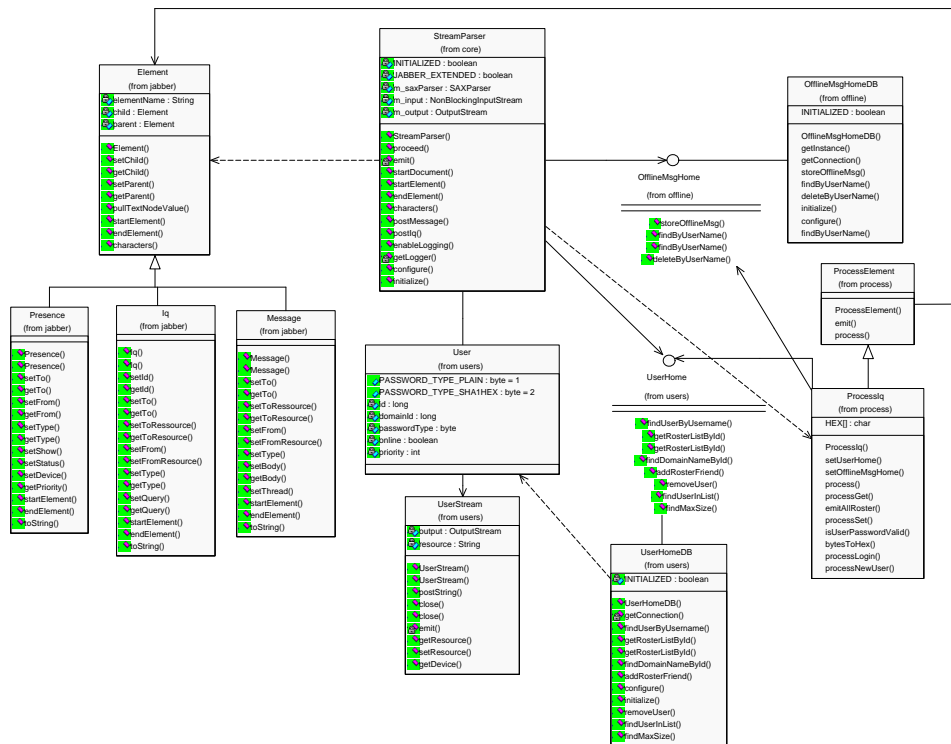 StreamParser
(from core)
INITIALIZED : boolean
JABBER_EXTENDED : boolean
m_saxParser : SAXParser
m_input : NonBlockingInputStream
m_output : OutputStream
StreamParser()
proceed()
emit()
startDocument()
startElement()
endElement()
characters()
postMessage()
postIq()
enableLogging()
getLogger()
configure()
initialize()
Element
(from jabber)
elementName : String
child : Element
parent : Element
Element()
setChild()
getChild()
setParent()
getParent()
pullTextNodeValue()
startElement()
endElement()
characters()
OfflineMsgHomeDB
(from offline)
INITIALIZED : boolean
OfflineMsgHomeDB()
getInstance()
getConnection()
storeOfflineMsg()
findByUserName()
deleteByUserName()
initialize()
configure()
findByUserName()
OfflineMsgHome
(from offline)
storeOfflineMsg()
findByUserName()
findByUserName()
deleteByUserName()
ProcessElement
(from process)
ProcessElement()
emit()
process()
Presence
(from jabber)
Presence()
Presence()
setTo()
getTo()
setFrom()
getFrom()
setType()
getType()
setShow()
setStatus()
setDevice()
getPriority()
startElement()
endElement()
toString()
Iq
(from jabber)
Iq()
Iq()
setId()
getId()
setTo()
getTo()
setToRessource()
getToResource()
setFrom()
setFromResource()
setType()
getType()
setQuery()
getQuery()
startElement()
endElement()
toString()
Message
(from jabber)
Message()
Message()
setTo()
getTo()
setToRessource()
getToResource()
setFrom()
setFromResource()
setType()
setBody()
getBody()
setThread()
startElement()
endElement()
toString()
User
(from users)
PASSWORD_TYPE_PLAIN : byte = 1
PASSWORD_TYPE_SHA1HEX : byte = 2
id : long
domainId : long
passwordType : byte
online : boolean
priority : int
UserHome
(from users)
findUserByUsername()
getRosterListById()
getRosterListById()
findDomainNameById()
addRosterFriend()
removeUser()
findUserInList()
findMaxSize()
ProcessIq
(from process)
HEX[] : char
ProcessIq()
setUserHome()
setOfflineMsgHome()
process()
processGet()
emitAllRoster()
processSet()
isUserPasswordValid()
bytesToHex()
processLogin()
processNewUser()
UserStream
(from users)
output : OutputStream
resource : String
UserStream()
UserStream()
postString()
close()
close()
emit()
getResource()
setResource()
getDevice()
UserHomeDB
(from users)
INITIALIZED : boolean
UserHomeDB()
getConnection()
findUserByUsername()
getRosterListById()
getRosterListById()
findDomainNameById()
addRosterFriend()
configure()
initialize()
removeUser()
findUserInList()
findMaxSize()